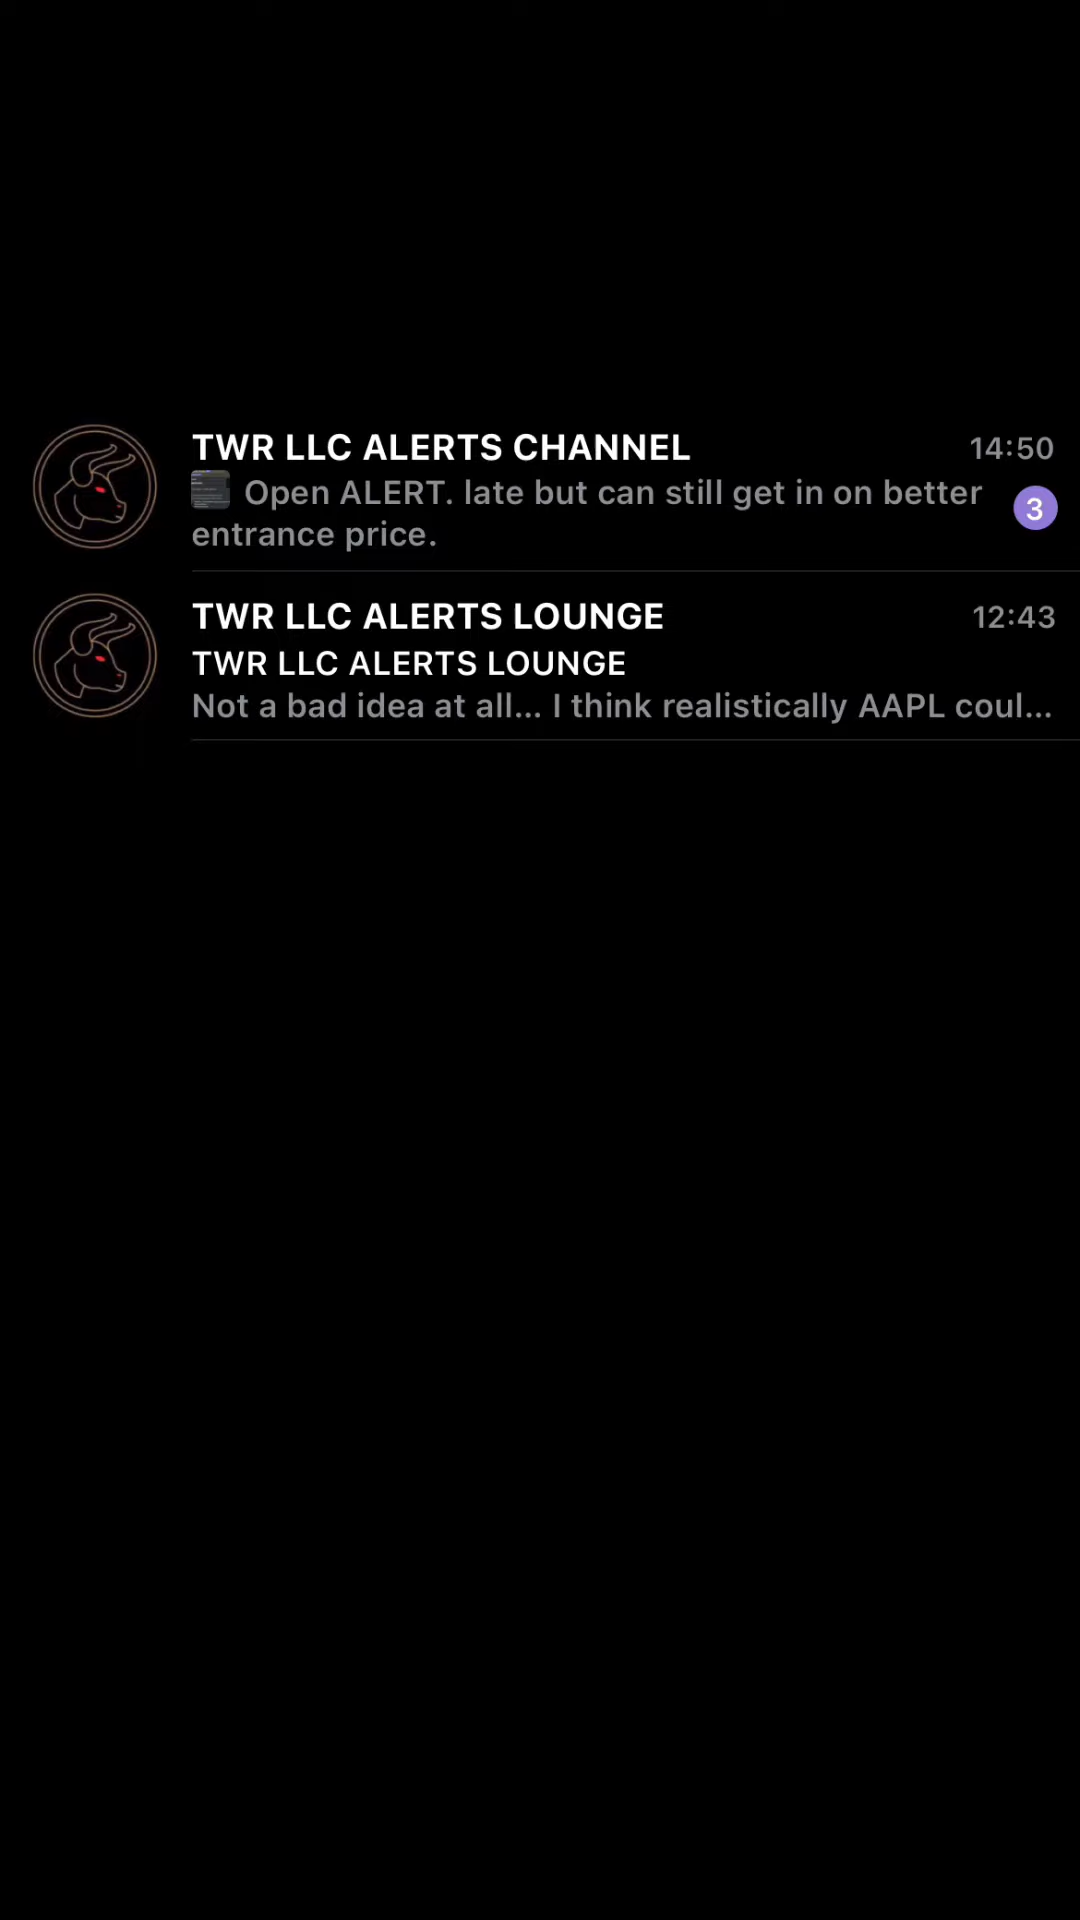 TWR LLC ALERTS CHANNEL 14:50
Open ALERT. late but can still get in on better
entrance price. 3
TWR LLC ALERTS LOUNGE 12:43
TWR LLC ALERTS LOUNGE
Not a bad idea at all... I think realistically AAPL coul...